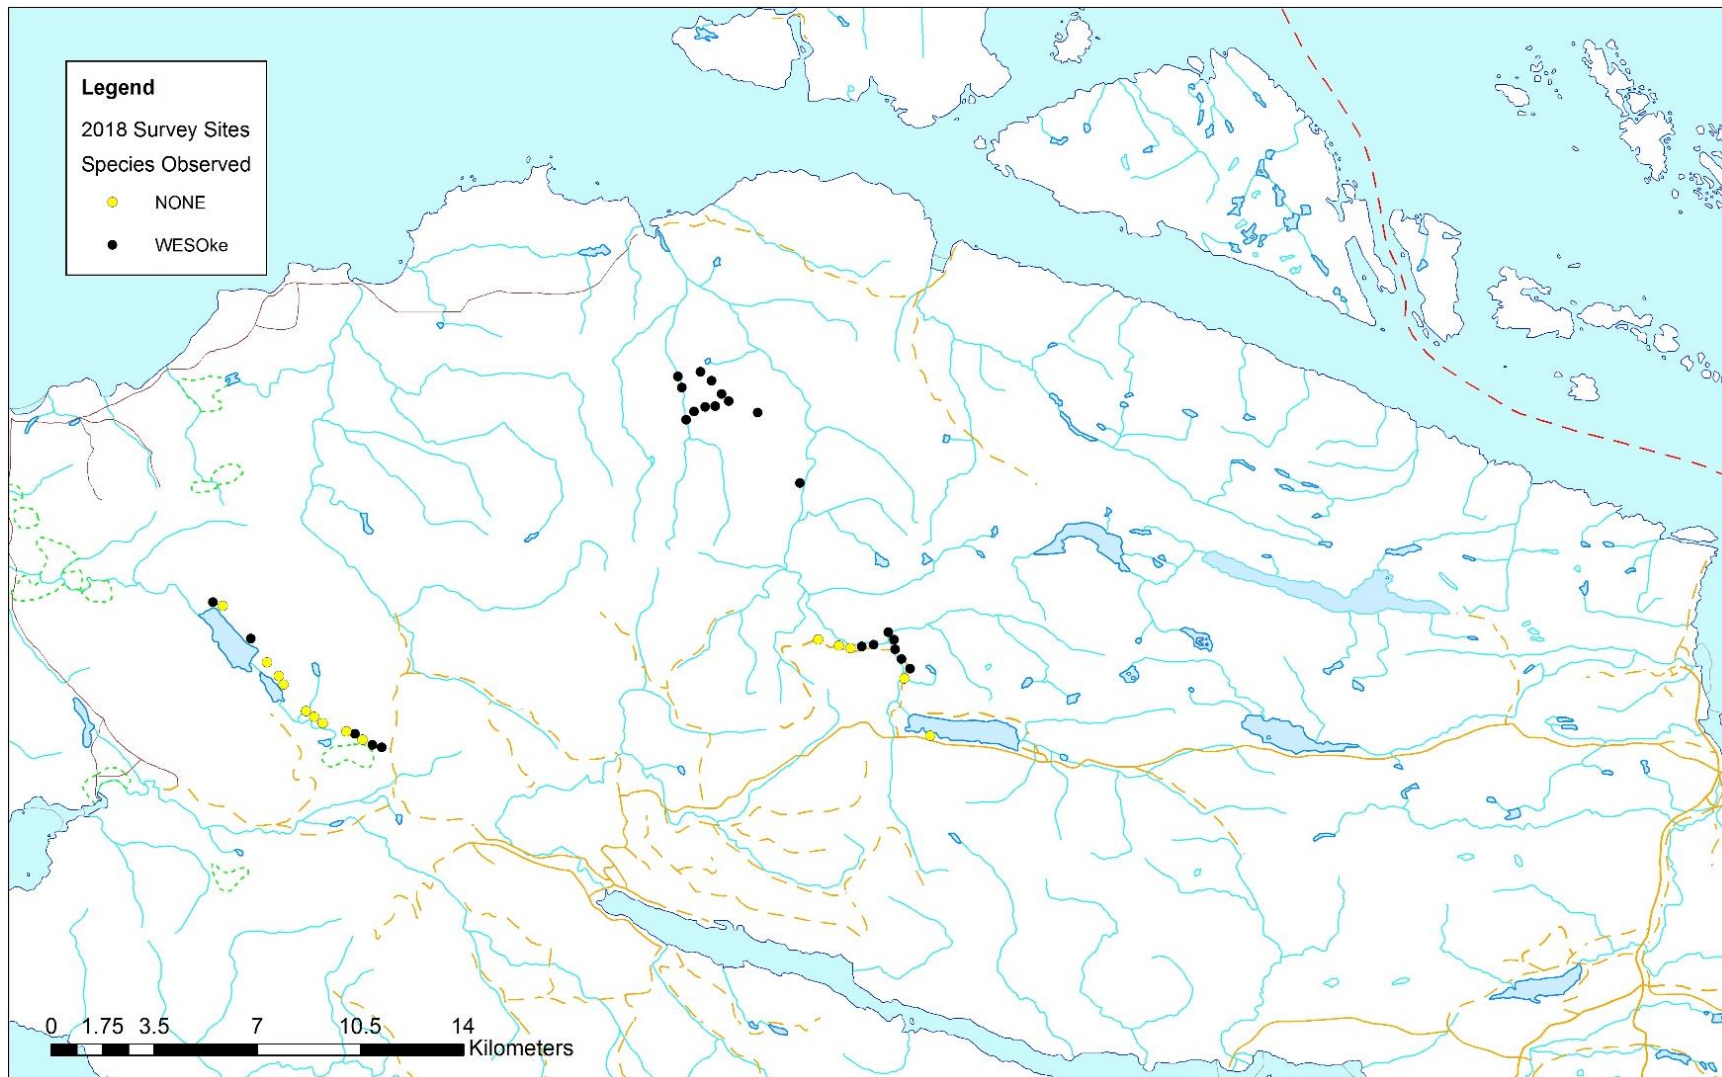 Legend
2018 Survey Sites
Species Observed
NONE
WESOke
0 1.75 3.5 7 10.5 14
Kilometers